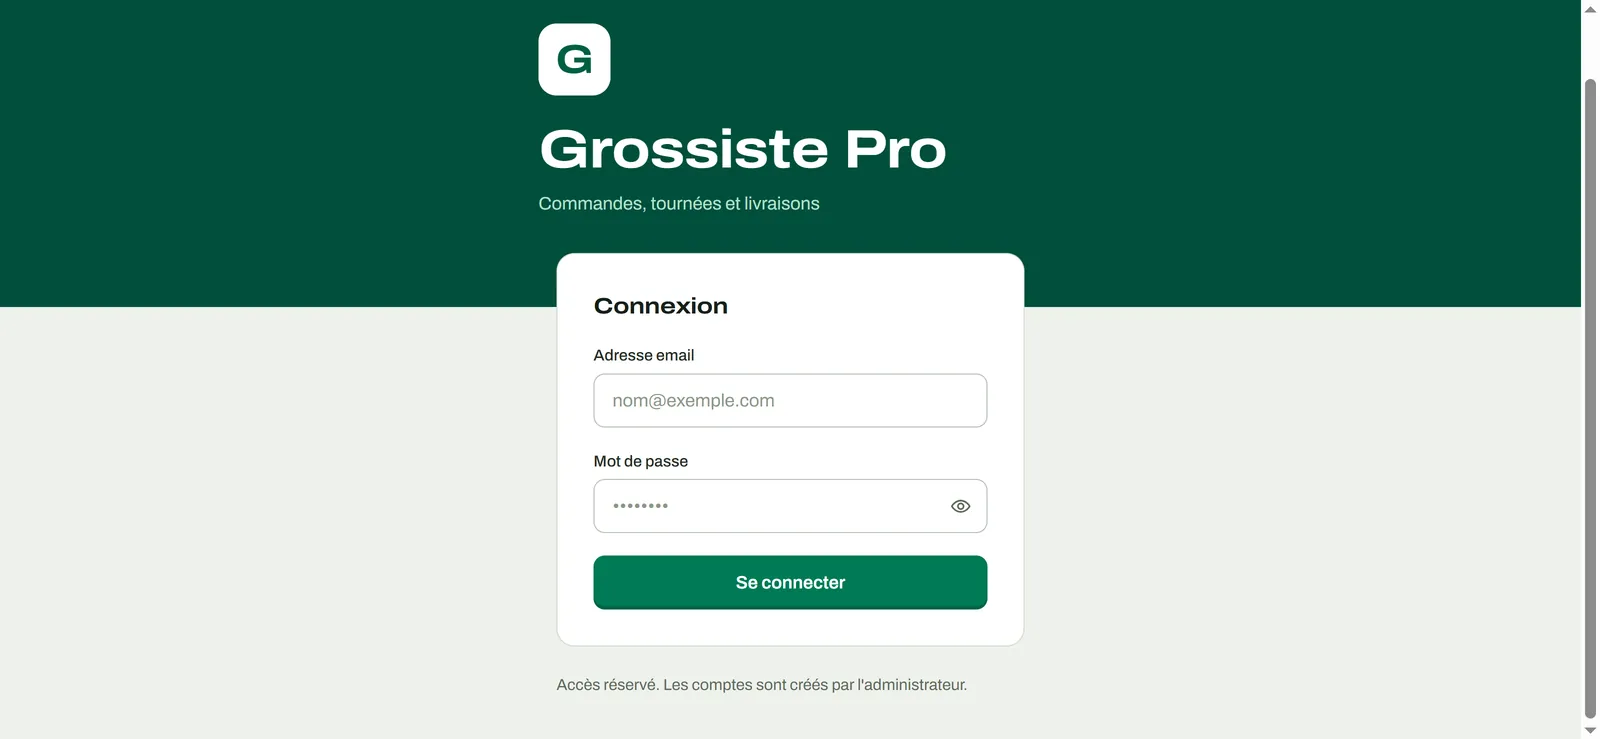 G
Grossiste Pro
Commandes, tournées et livraisons
Connexion
Adresse email
nom@exemple.com
Mot de passe
••••••••
Se connecter
Accès réservé. Les comptes sont créés par l'administrateur.